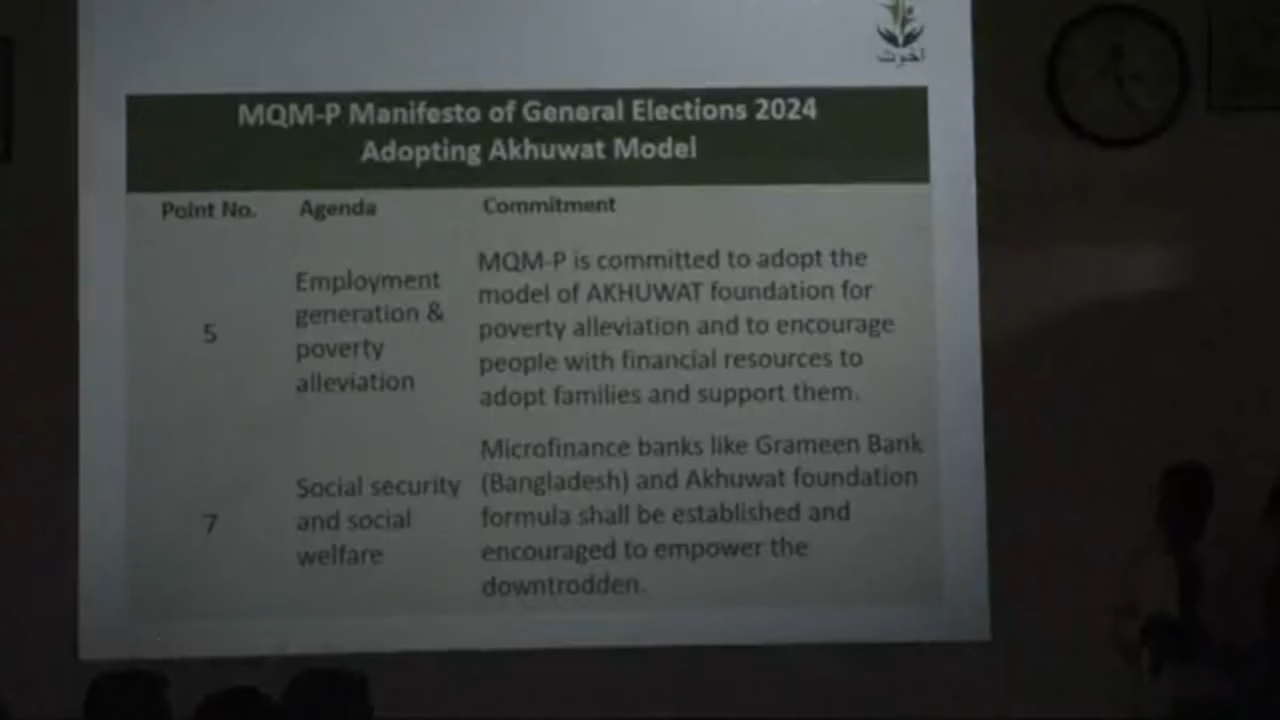 اخوت
MQM-P Manifesto of General Elections 2024
Adopting Akhuwat Model
Point No. Agenda Commitment
5
Employment
generation &
poverty
alleviation
MQM-P is committed to adopt the
model of AKHUWAT foundation for
poverty alleviation and to encourage
people with financial resources to
adopt families and support them.
7
Social security
and social
welfare
Microfinance banks like Grameen Bank
(Bangladesh) and Akhuwat foundation
formula shall be established and
encouraged to empower the
downtrodden.